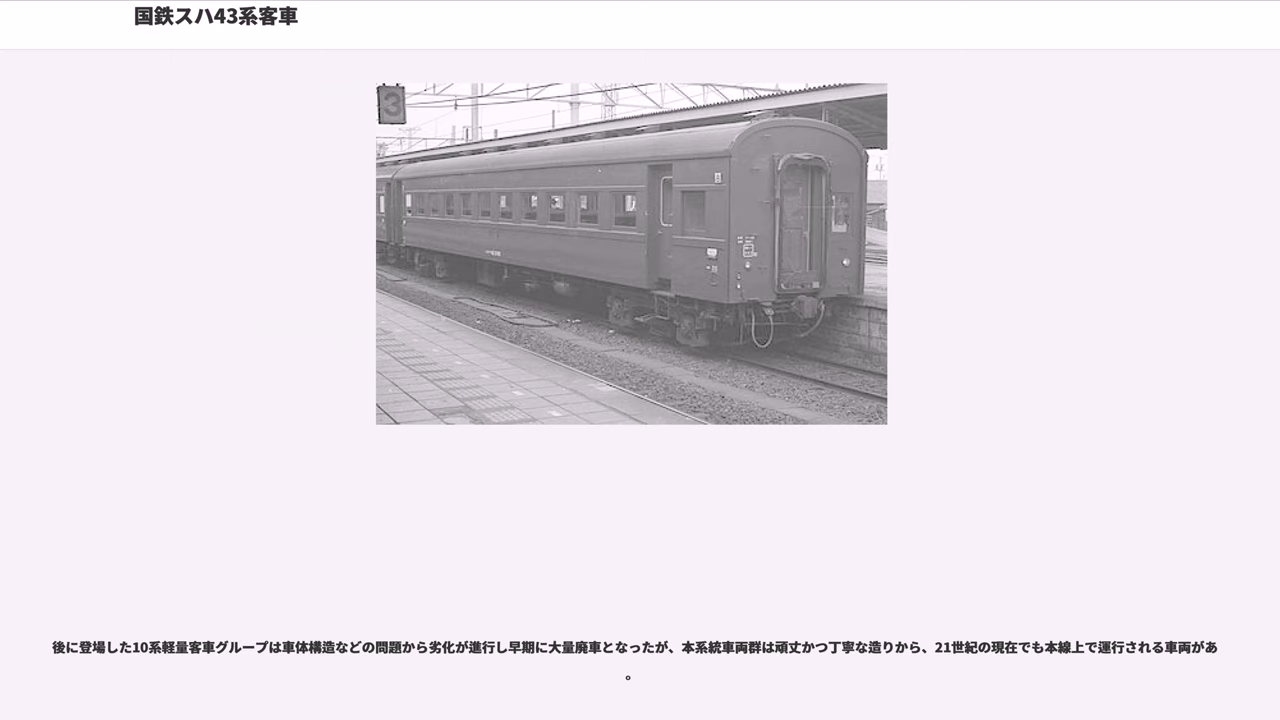 国鉄スハ43系客車
3
後に登場した10系軽量客車グループは車体構造などの問題から劣化が進行し早期に大量廃車となったが、本系統車両群は頑丈かつ丁寧な造りから、21世紀の現在でも本線上で運行される車両があ
。